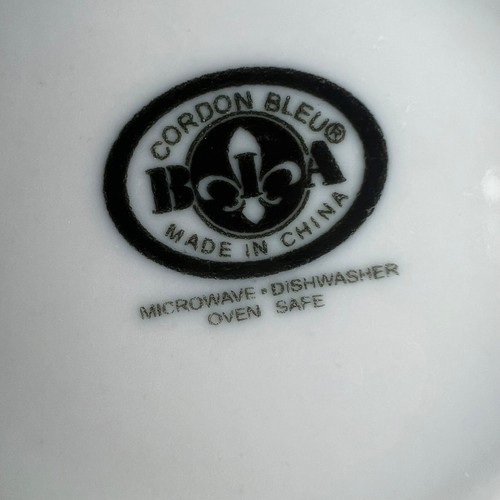 CORDON BLEU®
BIA
MADE IN CHINA
MICROWAVE • DISHWASHER
OVEN SAFE